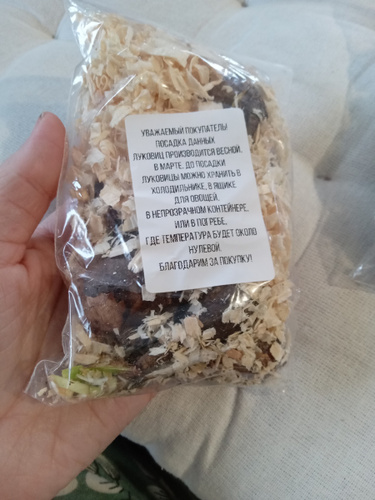 УВАЖАЕМЫЙ ПОКУПАТЕЛЬ!
ПОСАДКА ДАННЫХ
ЛУКОВИЦ ПРОИЗВОДИТСЯ ВЕСНОЙ,
В МАРТЕ. ДО ПОСАДКИ
ЛУКОВИЦЫ МОЖНО ХРАНИТЬ В
ХОЛОДИЛЬНИКЕ, В ЯЩИКЕ
ДЛЯ ОВОЩЕЙ,
В НЕПРОЗРАЧНОМ КОНТЕЙНЕРЕ,
ИЛИ В ПОГРЕБЕ,
ГДЕ ТЕМПЕРАТУРА БУДЕТ ОКОЛО
НУЛЕВОЙ.
БЛАГОДАРИМ ЗА ПОКУПКУ!